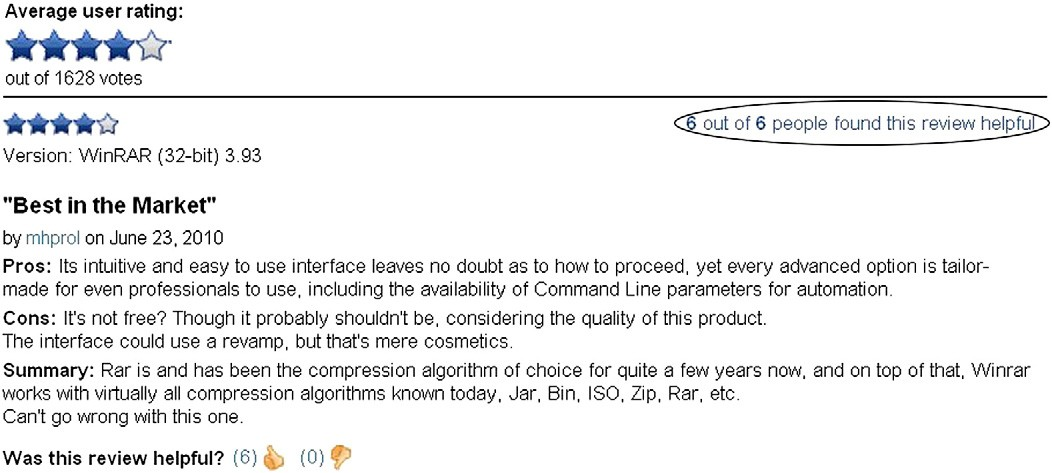 Average user rating:
out of 1628 votes
6 out of 6 people found this review helpful
Version: WinRAR (32-bit) 3.93
"Best in the Market"
by mhprol on June 23, 2010
Pros: Its intuitive and easy to use interface leaves no doubt as to how to proceed, yet every advanced option is tailor-
made for even professionals to use, including the availability of Command Line parameters for automation.
Cons: It's not free? Though it probably shouldn't be, considering the quality of this product.
The interface could use a revamp, but that's mere cosmetics.
Summary: Rar is and has been the compression algorithm of choice for quite a few years now, and on top of that, Winrar
works with virtually all compression algorithms known today, Jar, Bin, ISO, Zip, Rar, etc.
Can't go wrong with this one.
Was this review helpful? (6) (0)